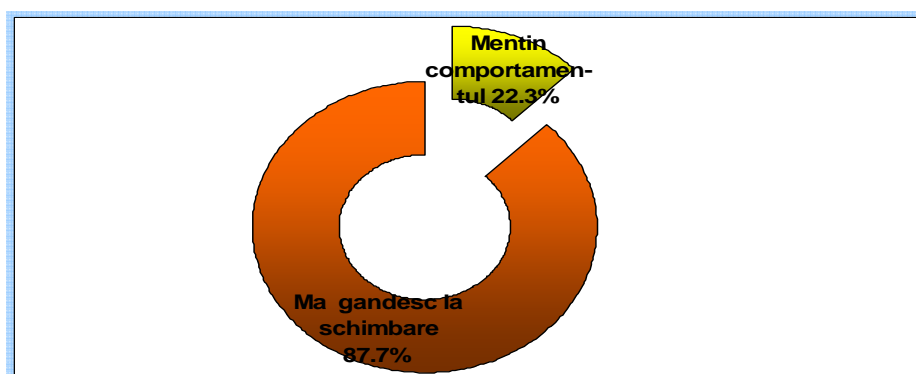 Mentin
comportamen-
tul 22.3%
Ma gandesc la
schimbare
87.7%